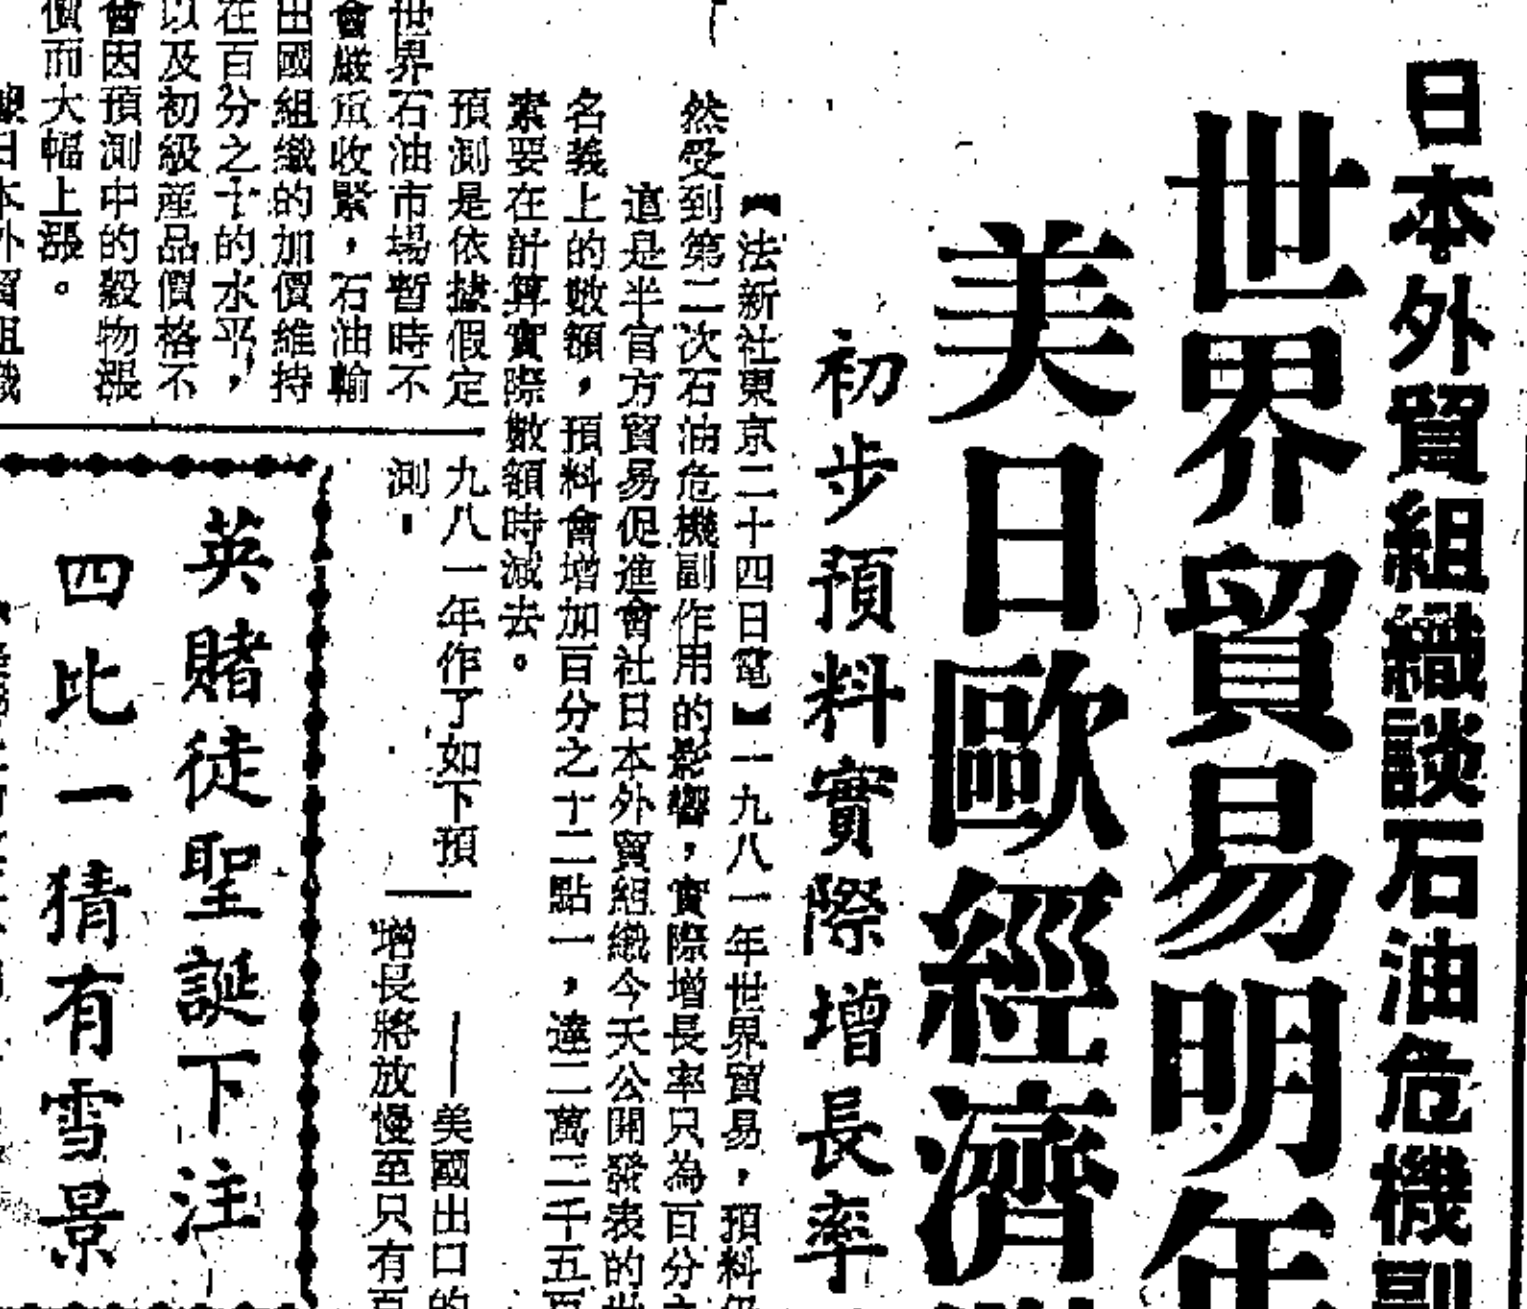 日本外貿組織談石油危機副
世界貿易明年
美日歐經濟
初步預料實際增長率
【法新社東京二十四日電】一九八一年世界貿易，預料仍
然受到第二次石油危機副作用的影響，實際增長率只為百分之
這是半官方貿易促進會社日本外貿組織今天公開發表的世
名義上的數額，預料會增加百分之十二點一，達二萬二千五百
素要在計算實際數額時減去。
預測是依據假定
世界石油市場暫時不
會嚴重收緊，石油輸
出國組織的加價維持
在百分之十的水平，
以及初級產品價格不
會因預測中的穀物漲
價而大幅上漲。
日本外貿組織
九八一年作了如下預
測：
——美國出口的
增長將放慢至只有百
英賭徒聖誕下注
四比一猜有雪景